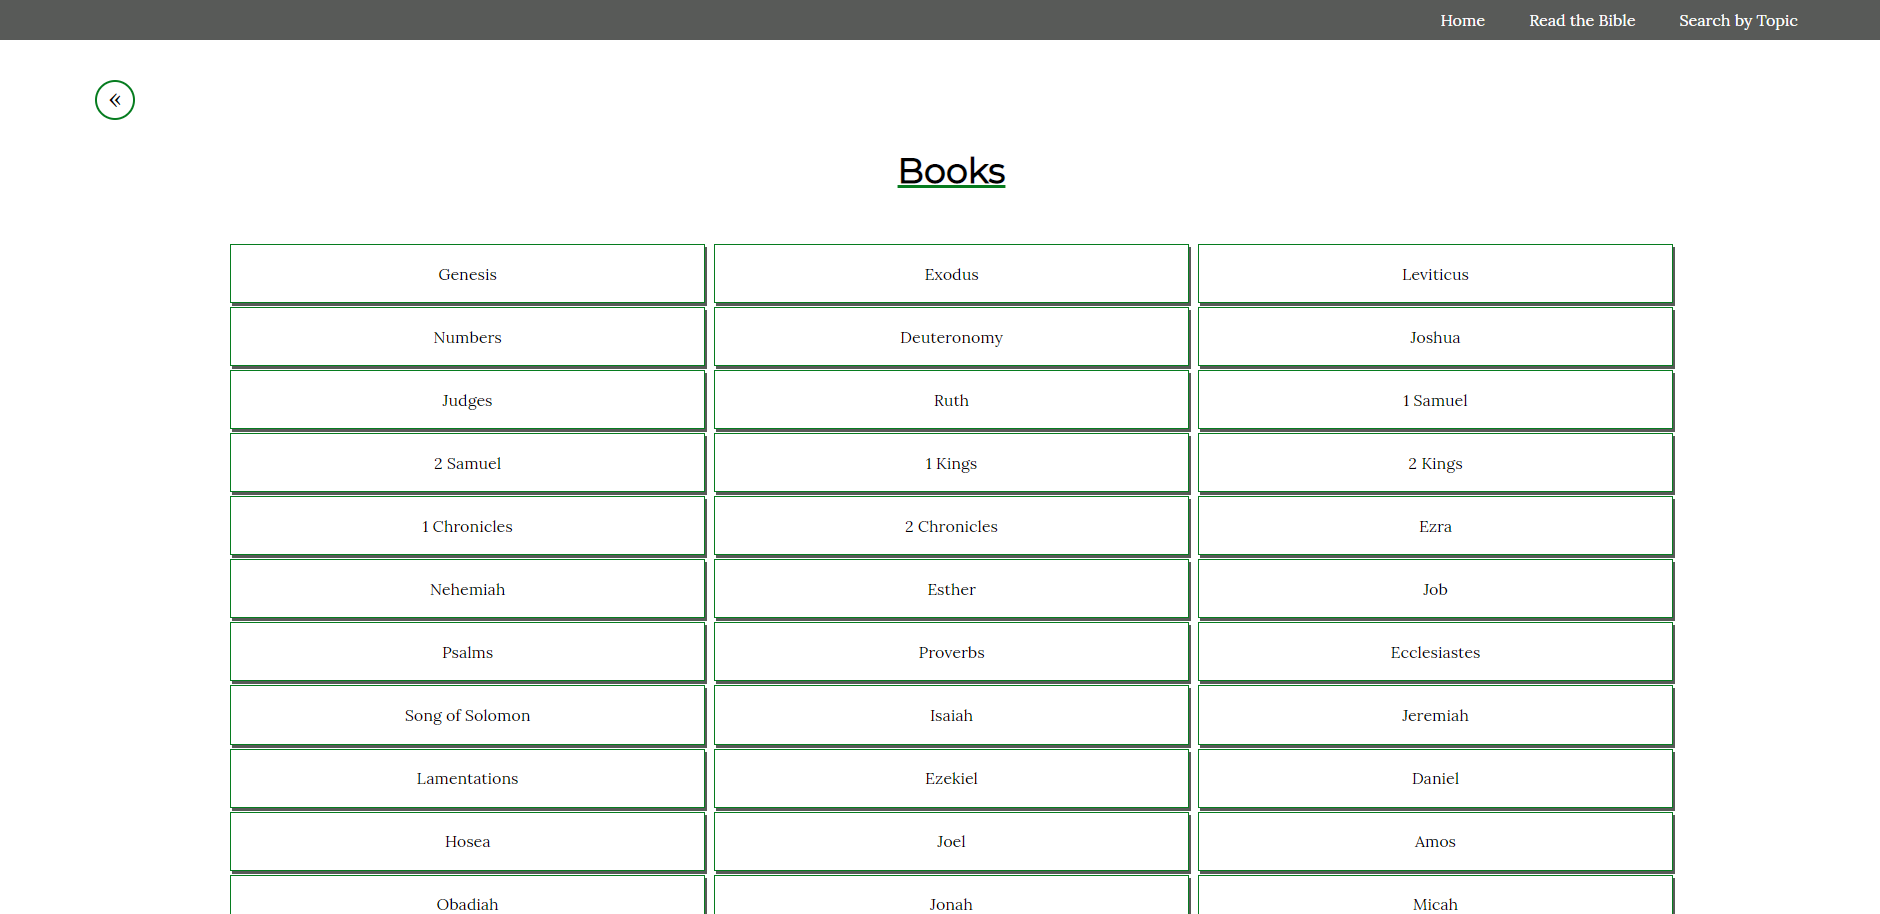 Home Read the Bible Search by Topic
«
Books
Genesis Exodus Leviticus
Numbers Deuteronomy Joshua
Judges Ruth 1 Samuel
2 Samuel 1 Kings 2 Kings
1 Chronicles 2 Chronicles Ezra
Nehemiah Esther Job
Psalms Proverbs Ecclesiastes
Song of Solomon Isaiah Jeremiah
Lamentations Ezekiel Daniel
Hosea Joel Amos
Obadiah Jonah Micah